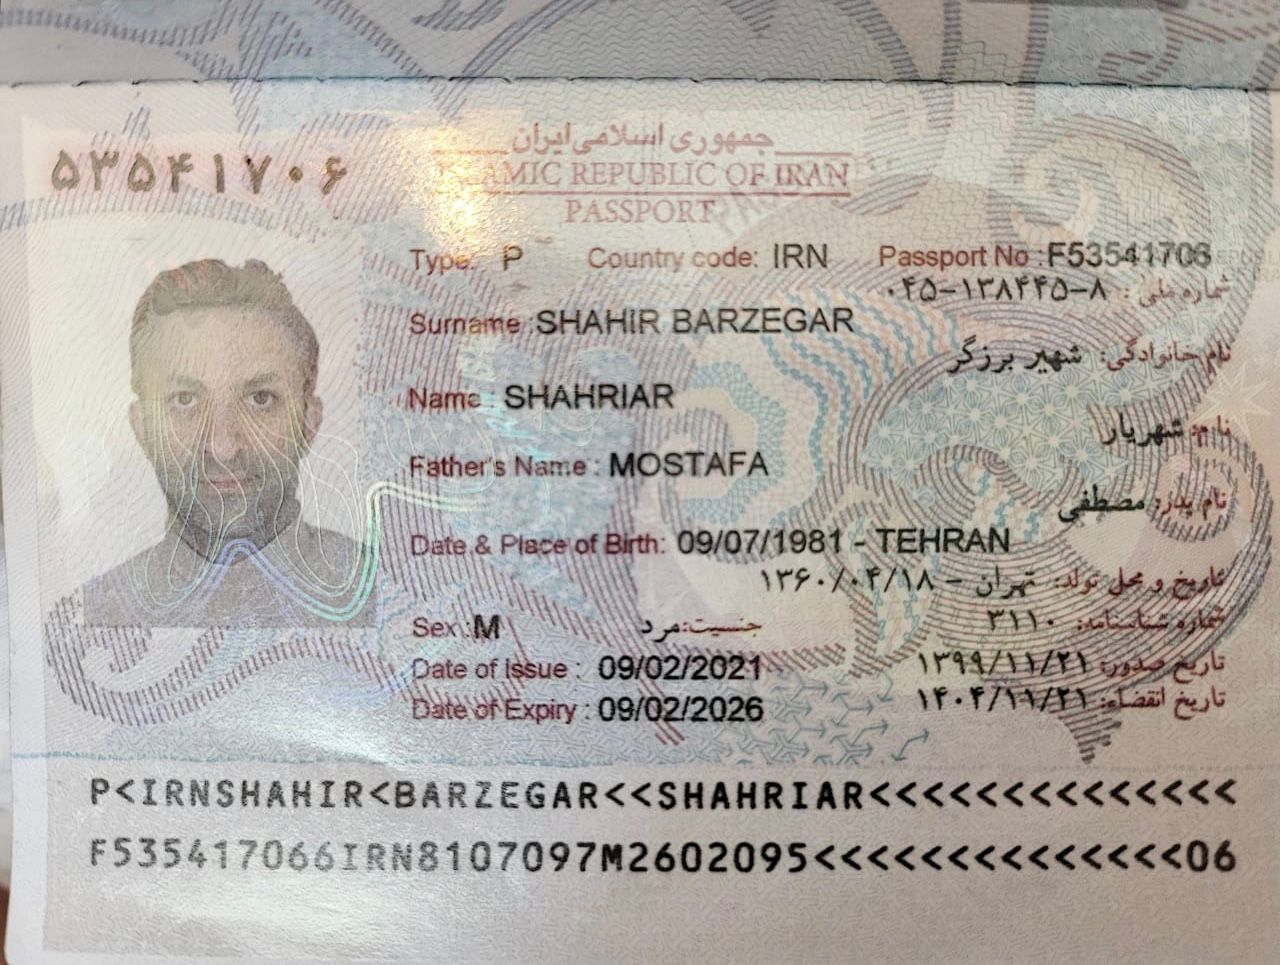 جمهوری اسلامی ایران
۵۳۵۴۱۷۰۶
ISLAMIC REPUBLIC OF IRAN
PASSPORT
Type: P Country code: IRN Passport No :F53541706
شماره ملی: ۰۴۵-۱۳۸۴۴۵-۸
Surname :SHAHIR BARZEGAR
نام خانوادگی: شهیر برزگر
Name : SHAHRIAR
نام: شهریار
Father's Name : MOSTAFA
نام پدر: مصطفی
Date & Place of Birth: 09/07/1981 - TEHRAN
تاریخ و محل تولد: تهران - ۱۳۶۰/۰۴/۱۸
شماره شناسنامه: ۳۱۱۰
Sex :M جنسیت:مرد
Date of Issue : 09/02/2021 تاریخ صدور: ۱۳۹۹/۱۱/۲۱
Date of Expiry : 09/02/2026 تاریخ انقضاء: ۱۴۰۴/۱۱/۲۱
P<IRNSHAHIR<BARZEGAR<<SHAHRIAR<<<<<<<<<<<<<<
F535417066IRN8107097M2602095<<<<<<<<<<<<<<06